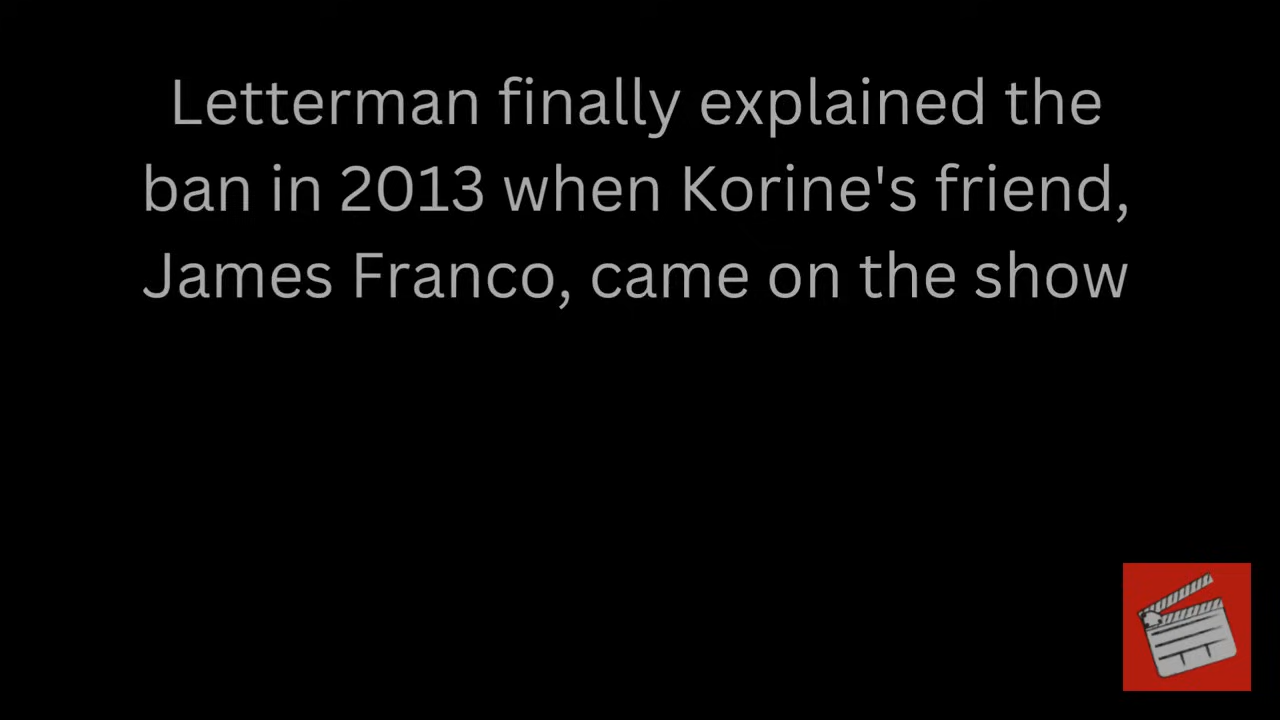 Letterman finally explained the
ban in 2013 when Korine's friend,
James Franco, came on the show